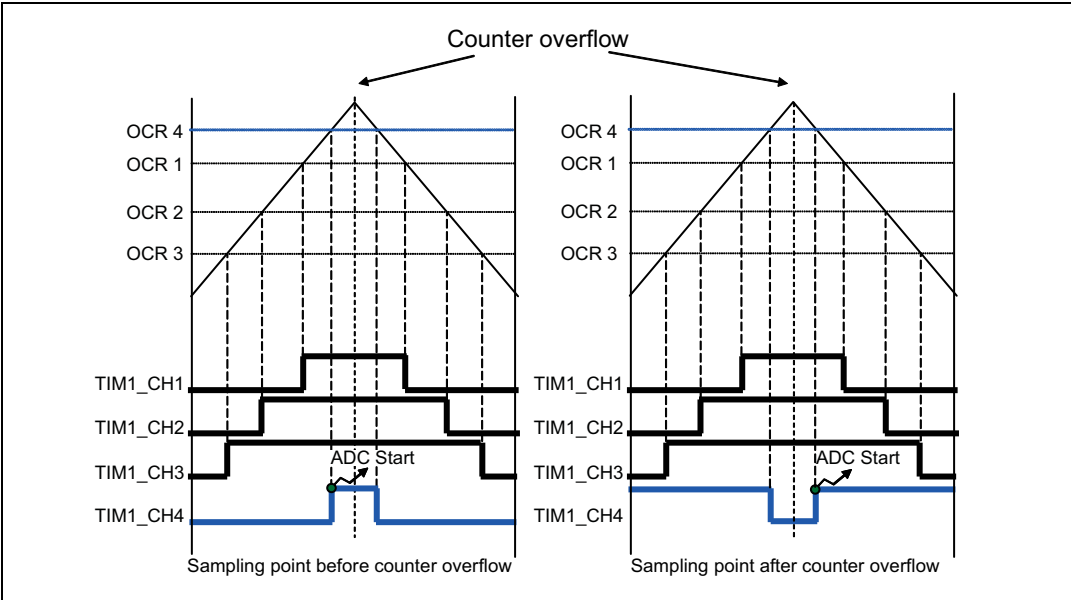 Counter overflow
OCR 4
OCR 1
OCR 2
OCR 3
TIM1_CH1
TIM1_CH2
TIM1_CH3
ADC Start
TIM1_CH4
Sampling point before counter overflow
OCR 4
OCR 1
OCR 2
OCR 3
TIM1_CH1
TIM1_CH2
TIM1_CH3
ADC Start
TIM1_CH4
Sampling point after counter overflow